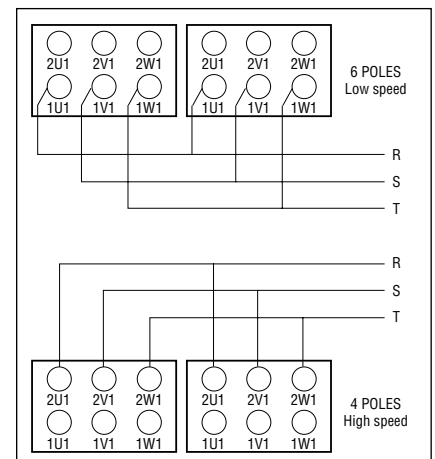 2U1 2V1 2W1 2U1 2V1 2W1
1U1 1V1 1W1 1U1 1V1 1W1
6 POLES
Low speed
R
S
T
R
S
T
2U1 2V1 2W1 2U1 2V1 2W1
1U1 1V1 1W1 1U1 1V1 1W1
4 POLES
High speed